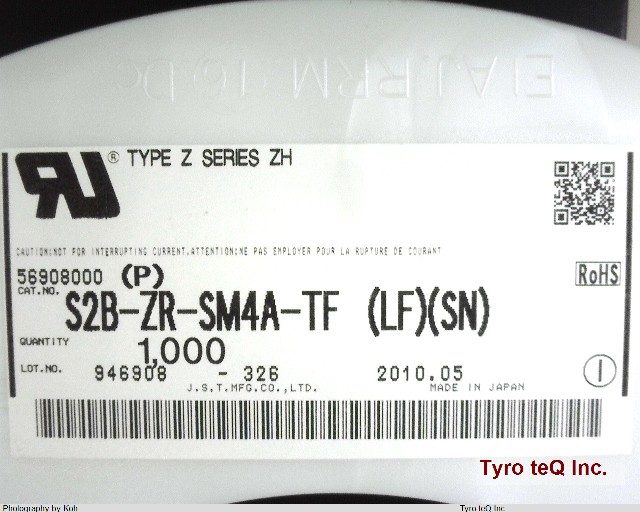 EIAJ.RRM.16.Dc
® TYPE Z SERIES ZH
CAUTION:NOT FOR INTERRUPTING CURRENT.ATTENTION:NE PAS EMPLOYER POUR LA RUPTURE DE COURANT
56908000 (P)
RoHS
CAT.NO. S2B-ZR-SM4A-TF (LF)(SN)
QUANTITY 1,000
LOT.NO. 946908 - 326 2010.05
J.S.T.MFG.CO.,LTD. MADE IN JAPAN
Tyro teQ Inc.
Photography by Koh Tyro teQ Inc